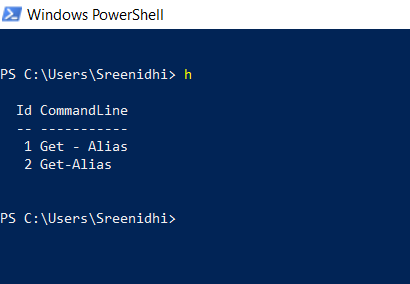 Windows PowerShell
PS C:\Users\Sreenidhi> h
Id CommandLine
-- -----------
1 Get - Alias
2 Get-Alias
PS C:\Users\Sreenidhi>